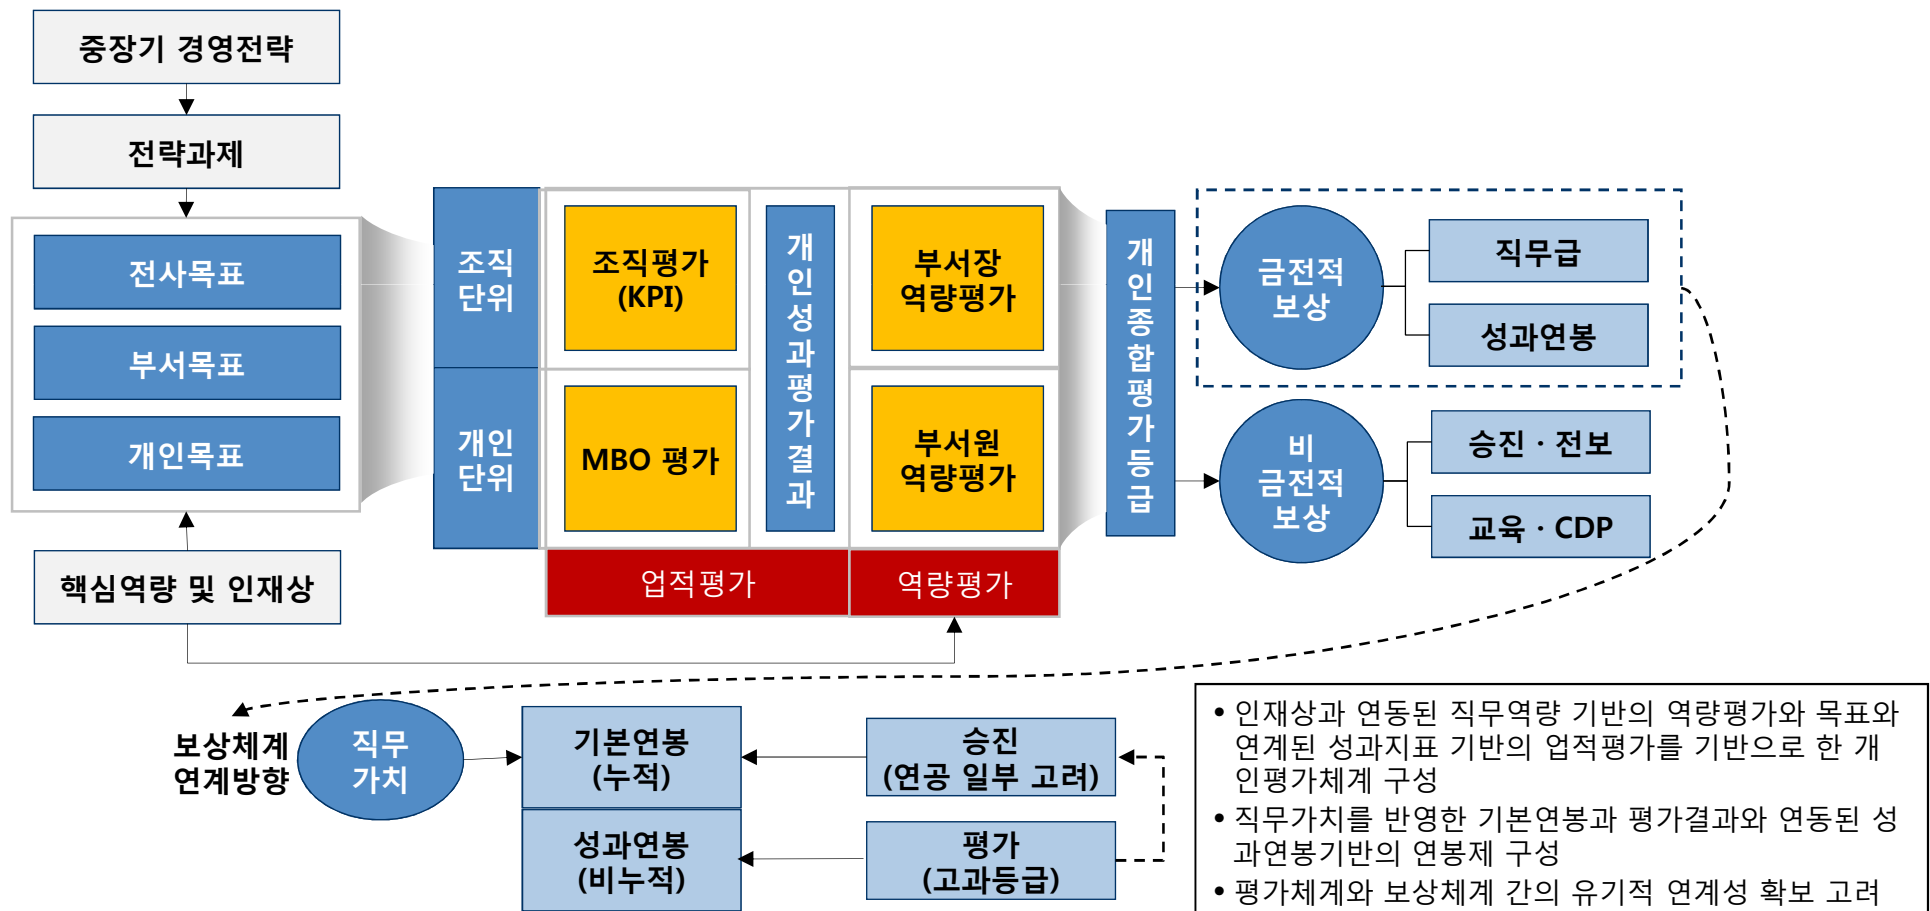 중장기 경영전략
전략과제
전사목표
부서목표
개인목표
핵심역량 및 인재상
조직
단위
개인
단위
조직평가
(KPI)
MBO 평가
개인성과평가결과
부서장
역량평가
부서원
역량평가
업적평가
역량평가
개인종합평가등급
금전적
보상
직무급
성과연봉
비
금전적
보상
승진 · 전보
교육 · CDP
보상체계
연계방향
직무
가치
기본연봉
(누적)
성과연봉
(비누적)
승진
(연공 일부 고려)
평가
(고과등급)
• 인재상과 연동된 직무역량 기반의 역량평가와 목표와
연계된 성과지표 기반의 업적평가를 기반으로 한 개
인평가체계 구성
• 직무가치를 반영한 기본연봉과 평가결과와 연동된 성
과연봉기반의 연봉제 구성
• 평가체계와 보상체계 간의 유기적 연계성 확보 고려